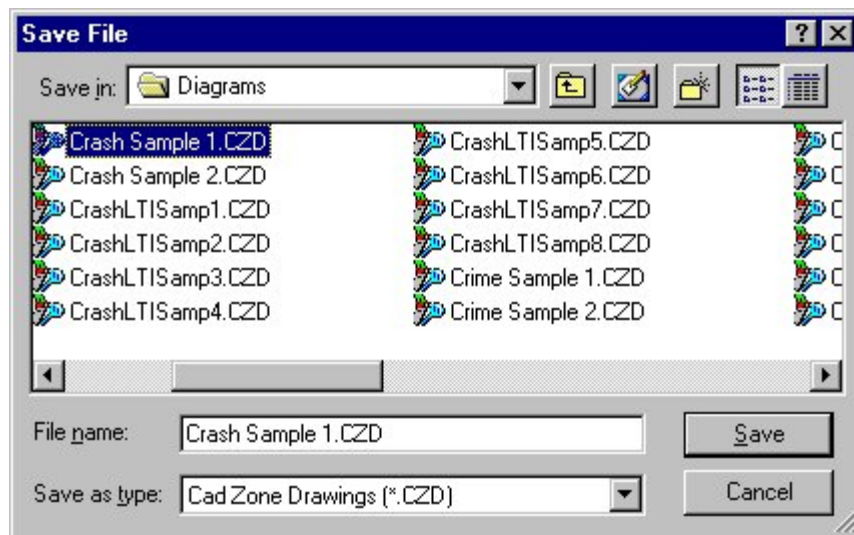 Save File
Save in: Diagrams
Crash Sample 1.CZD
Crash Sample 2.CZD
CrashLTISamp1.CZD
CrashLTISamp2.CZD
CrashLTISamp3.CZD
CrashLTISamp4.CZD
CrashLTISamp5.CZD
CrashLTISamp6.CZD
CrashLTISamp7.CZD
CrashLTISamp8.CZD
Crime Sample 1.CZD
Crime Sample 2.CZD
File name: Crash Sample 1.CZD
Save
Save as type: Cad Zone Drawings (*.CZD)
Cancel